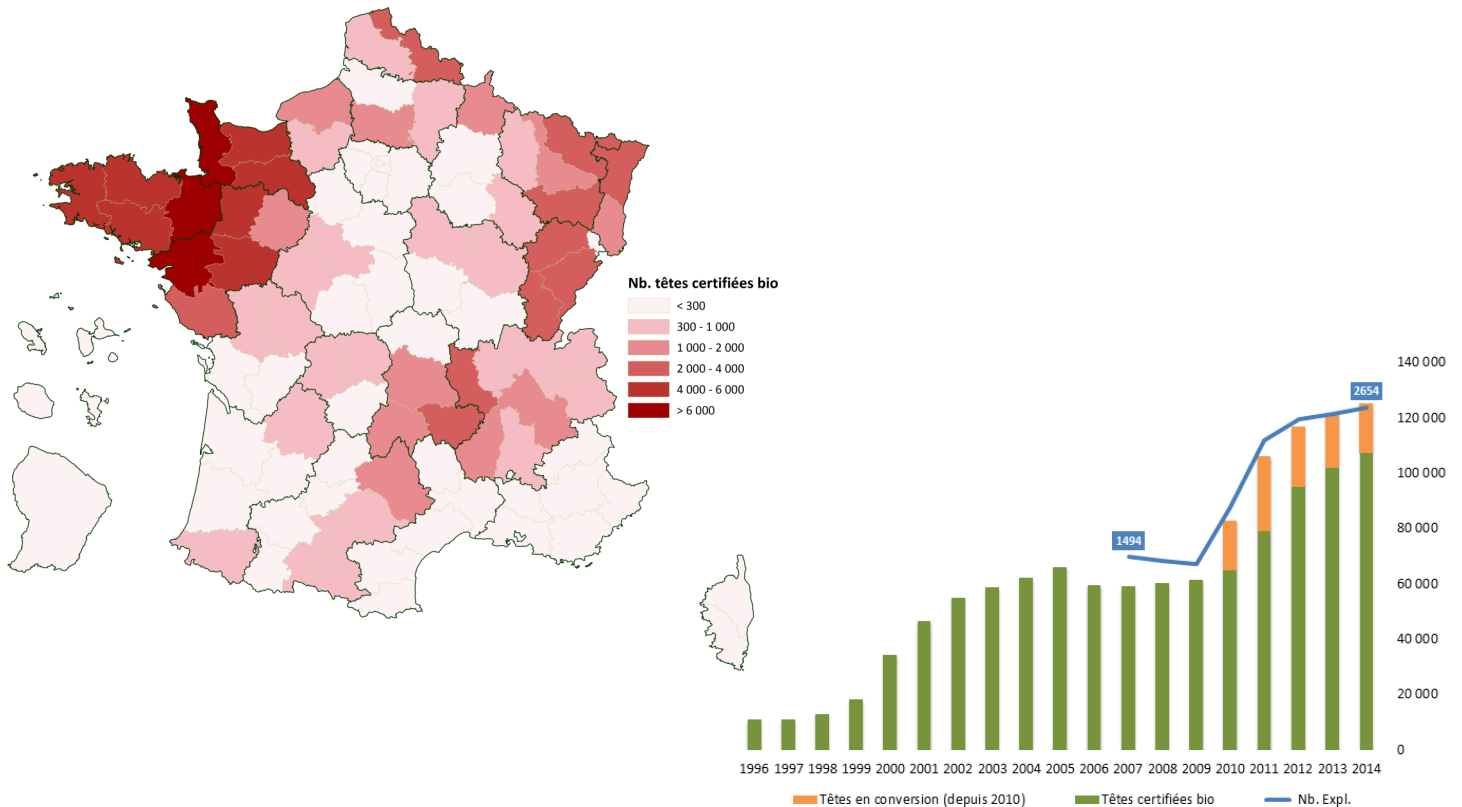 Nb. têtes certifiées bio
< 300
300 - 1 000
1 000 - 2 000
2 000 - 4 000
4 000 - 6 000
> 6 000
140 000
120 000
100 000
80 000
60 000
40 000
20 000
0
2654
1494
1996 1997 1998 1999 2000 2001 2002 2003 2004 2005 2006 2007 2008 2009 2010 2011 2012 2013 2014
Têtes en conversion (depuis 2010) Têtes certifiées bio Nb. Expl.